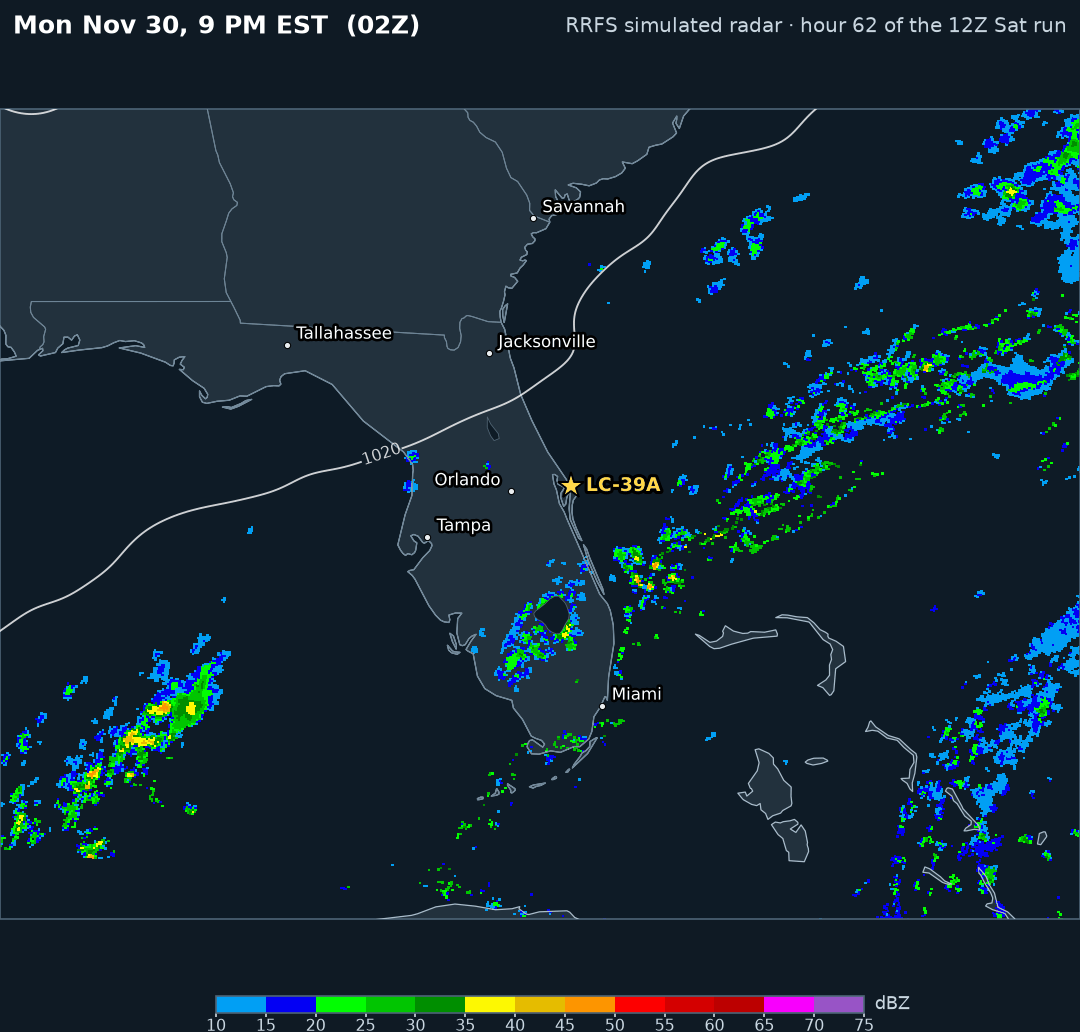 Mon Nov 30, 9 PM EST (02Z)
RRFS simulated radar · hour 62 of the 12Z Sat run
Savannah
Tallahassee
Jacksonville
1020
Orlando
LC-39A
Tampa
Miami
dBZ
10 15 20 25 30 35 40 45 50 55 60 65 70 75